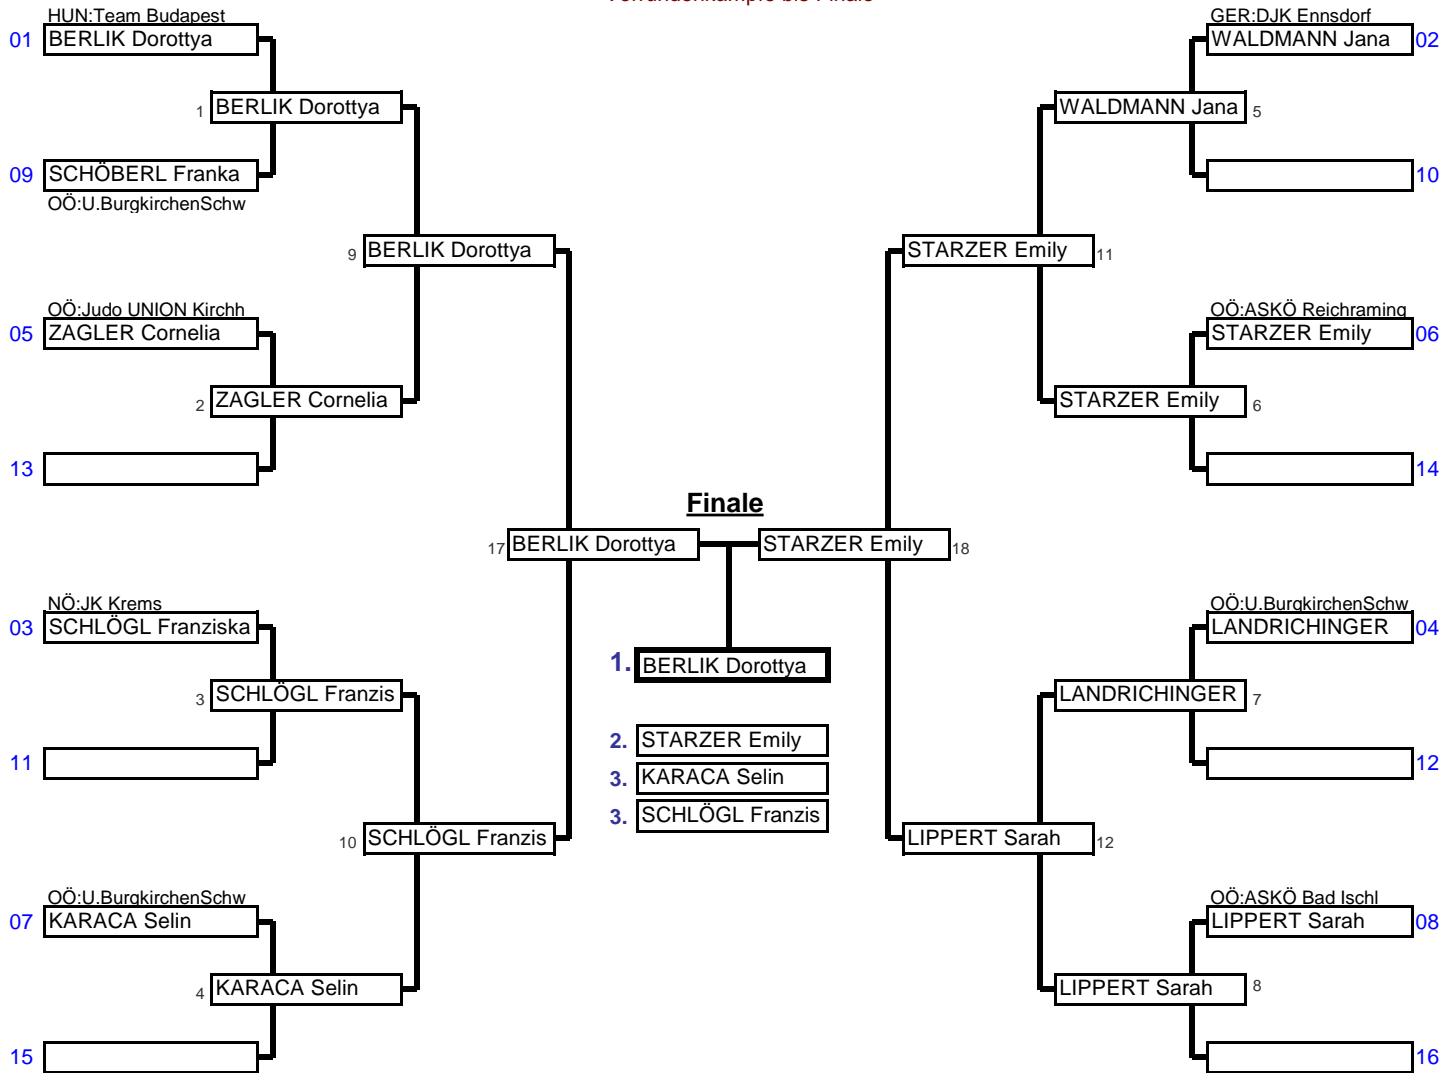 Vorrundenkämpfe bis Finale
HUN:Team Budapest
01 BERLIK Dorottya
1 BERLIK Dorottya
09 SCHÖBERL Franka
OÖ:U.BurgkirchenSchw
9 BERLIK Dorottya
OÖ:Judo UNION Kirchh
05 ZAGLER Cornelia
2 ZAGLER Cornelia
13
17 BERLIK Dorottya
NÖ:JK Krems
03 SCHLÖGL Franziska
3 SCHLÖGL Franzis
11
10 SCHLÖGL Franzis
OÖ:U.BurgkirchenSchw
07 KARACA Selin
4 KARACA Selin
15
Finale
1. BERLIK Dorottya
2. STARZER Emily
3. KARACA Selin
3. SCHLÖGL Franzis
GER:DJK Ennsdorf
WALDMANN Jana 02
WALDMANN Jana 5
10
STARZER Emily 11
OÖ:ASKÖ Reichraming
STARZER Emily 06
STARZER Emily 6
14
STARZER Emily 18
OÖ:U.BurgkirchenSchw
LANDRICHINGER 04
LANDRICHINGER 7
12
LIPPERT Sarah 12
OÖ:ASKÖ Bad Ischl
LIPPERT Sarah 08
LIPPERT Sarah 8
16